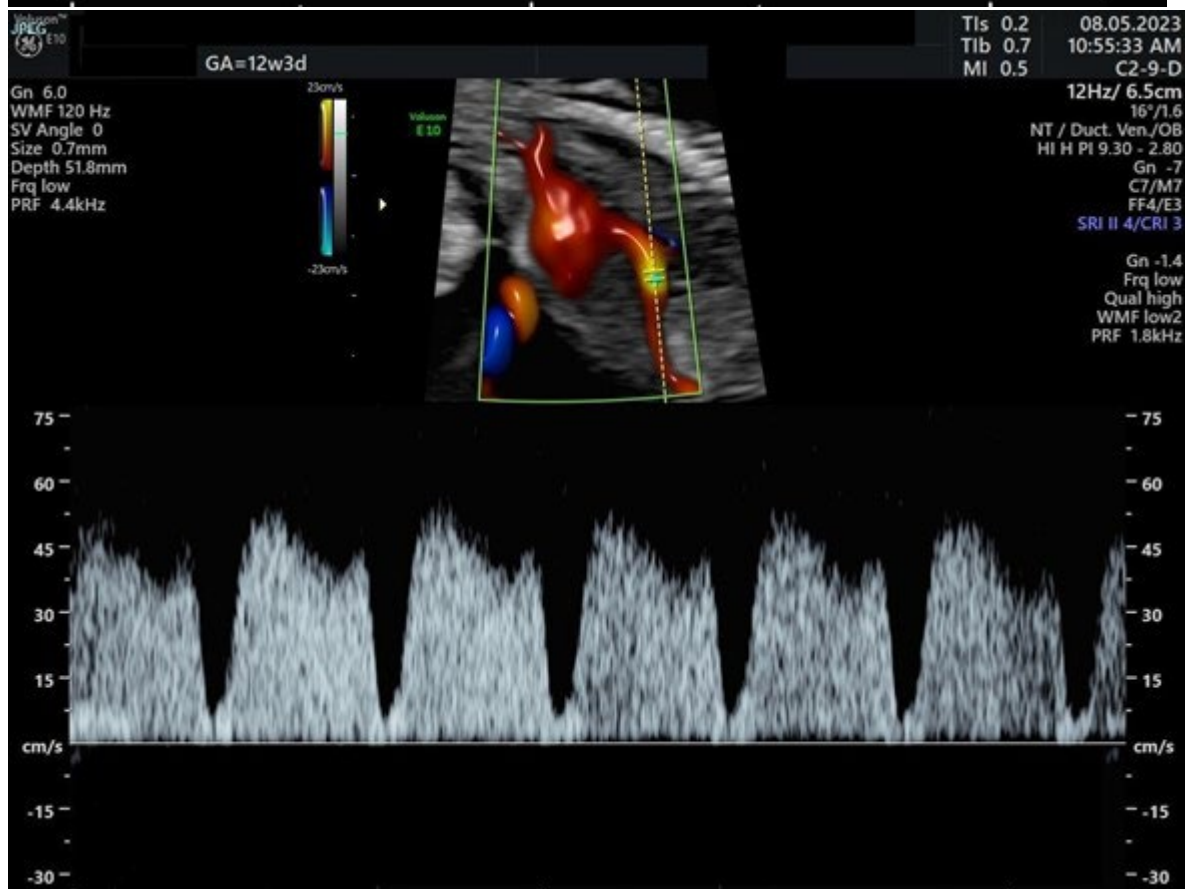 Voluson™
JPEG
E10
GA=12w3d
TIs 0.2
TIb 0.7
MI 0.5
08.05.2023
10:55:33 AM
C2-9-D
Gn 6.0
WMF 120 Hz
SV Angle 0
Size 0.7mm
Depth 51.8mm
Frq low
PRF 4.4kHz
23cm/s
-23cm/s
Voluson
E10
12Hz/ 6.5cm
16°/1.6
NT / Duct. Ven./OB
HI H PI 9.30 - 2.80
Gn -7
C7/M7
FF4/E3
SRI II 4/CRI 3
Gn -1.4
Frq low
Qual high
WMF low2
PRF 1.8kHz
75
60
45
30
15
cm/s
-15
-30
75
60
45
30
15
cm/s
-15
-30